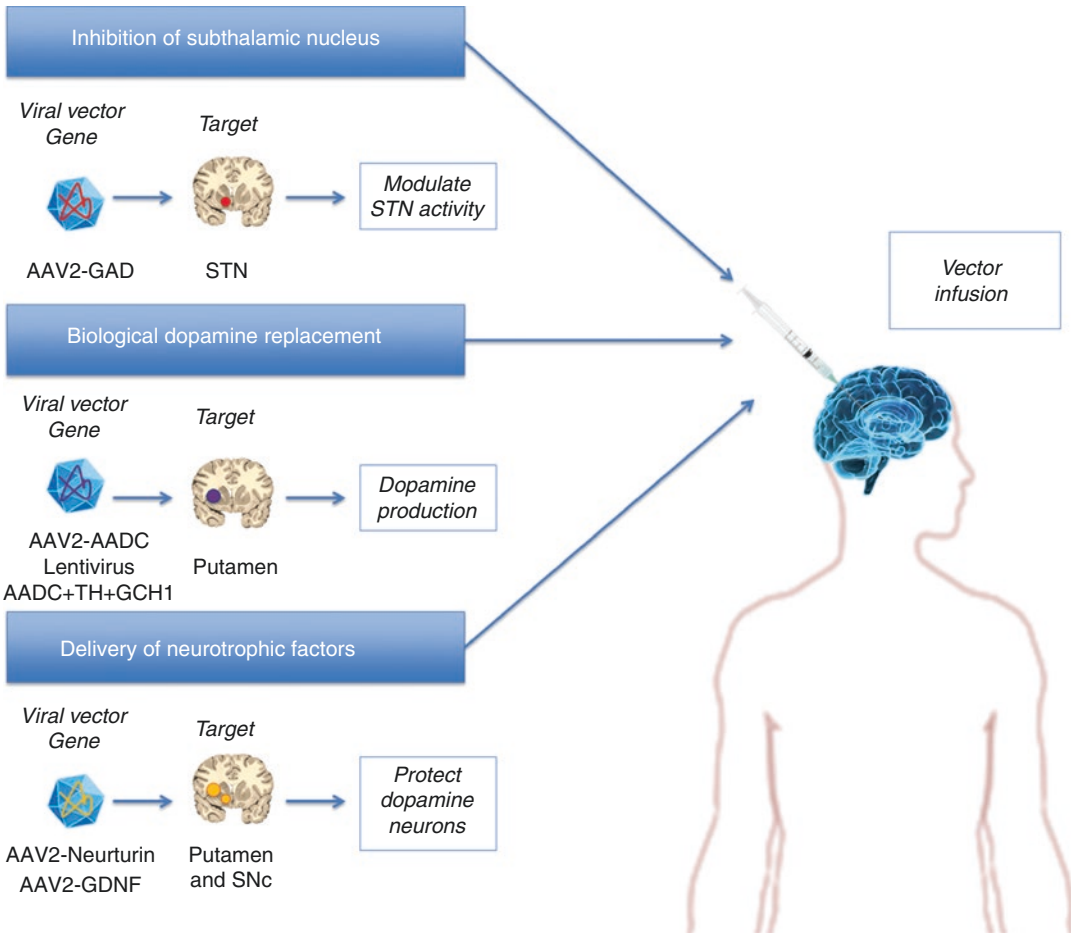 Inhibition of subthalamic nucleus
Viral vector
Gene
Target
Modulate
STN activity
AAV2-GAD
STN
Vector
infusion
Biological dopamine replacement
Viral vector
Gene
Target
Dopamine
production
AAV2-AADC
Lentivirus
AADC+TH+GCH1
Putamen
Delivery of neurotrophic factors
Viral vector
Gene
Target
Protect
dopamine
neurons
AAV2-Neurturin
AAV2-GDNF
Putamen
and SNc